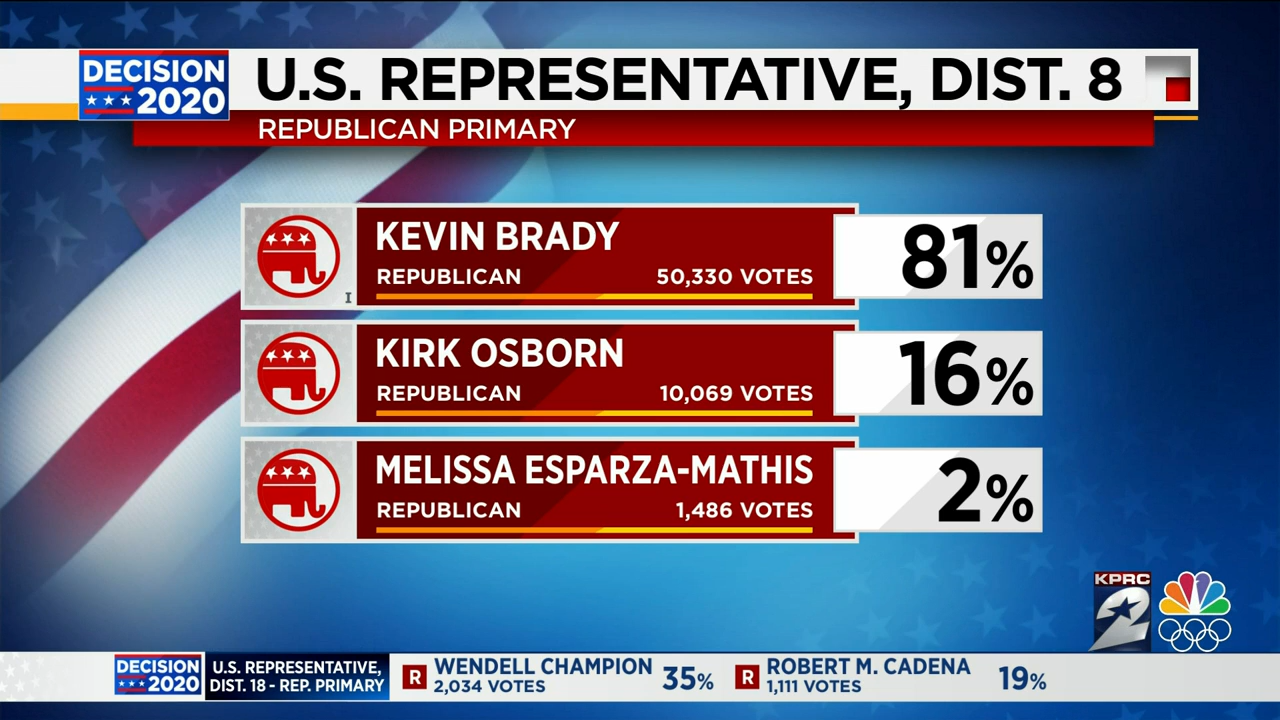 DECISION
2020
U.S. REPRESENTATIVE, DIST. 8
REPUBLICAN PRIMARY
KEVIN BRADY
REPUBLICAN 50,330 VOTES
81%
I
KIRK OSBORN
REPUBLICAN 10,069 VOTES
16%
MELISSA ESPARZA-MATHIS
REPUBLICAN 1,486 VOTES
2%
KPRC
2
DECISION
2020
U.S. REPRESENTATIVE,
DIST. 18 - REP. PRIMARY
R WENDELL CHAMPION 35%
2,034 VOTES
R ROBERT M. CADENA 19%
1,111 VOTES